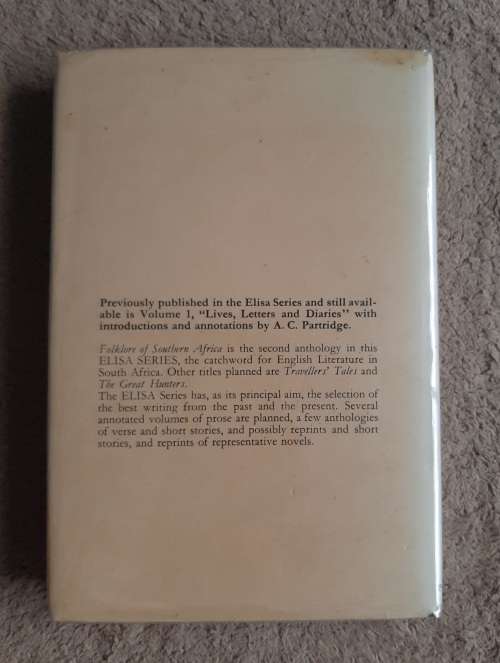 Previously published in the Elisa Series and still avail-
able is Volume 1, "Lives, Letters and Diaries" with
introductions and annotations by A. C. Partridge.
Folklore of Southern Africa is the second anthology in this
ELISA SERIES, the catchword for English Literature in
South Africa. Other titles planned are Travellers' Tales and
The Great Hunters.
The ELISA Series has, as its principal aim, the selection of
the best writing from the past and the present. Several
annotated volumes of prose are planned, a few anthologies
of verse and short stories, and possibly reprints and short
stories, and reprints of representative novels.